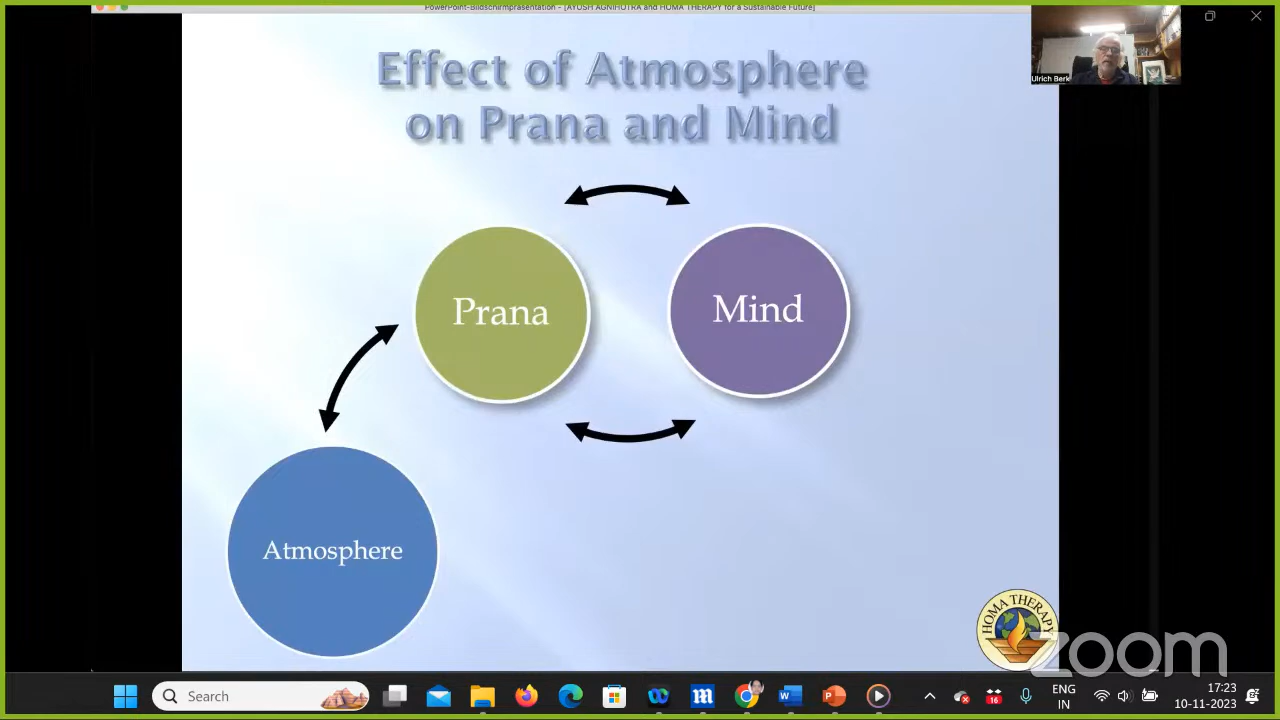 PowerPoint-Bildschirmpräsentation - [AYUSH AGNIHOTRA and HOMA THERAPY for a Sustainable Future]
Ulrich Berk
Effect of Atmosphere
on Prana and Mind
Prana
Mind
Atmosphere
HOMA THERAPY
zoom
Search
16
ENG
IN
17:23
10-11-2023